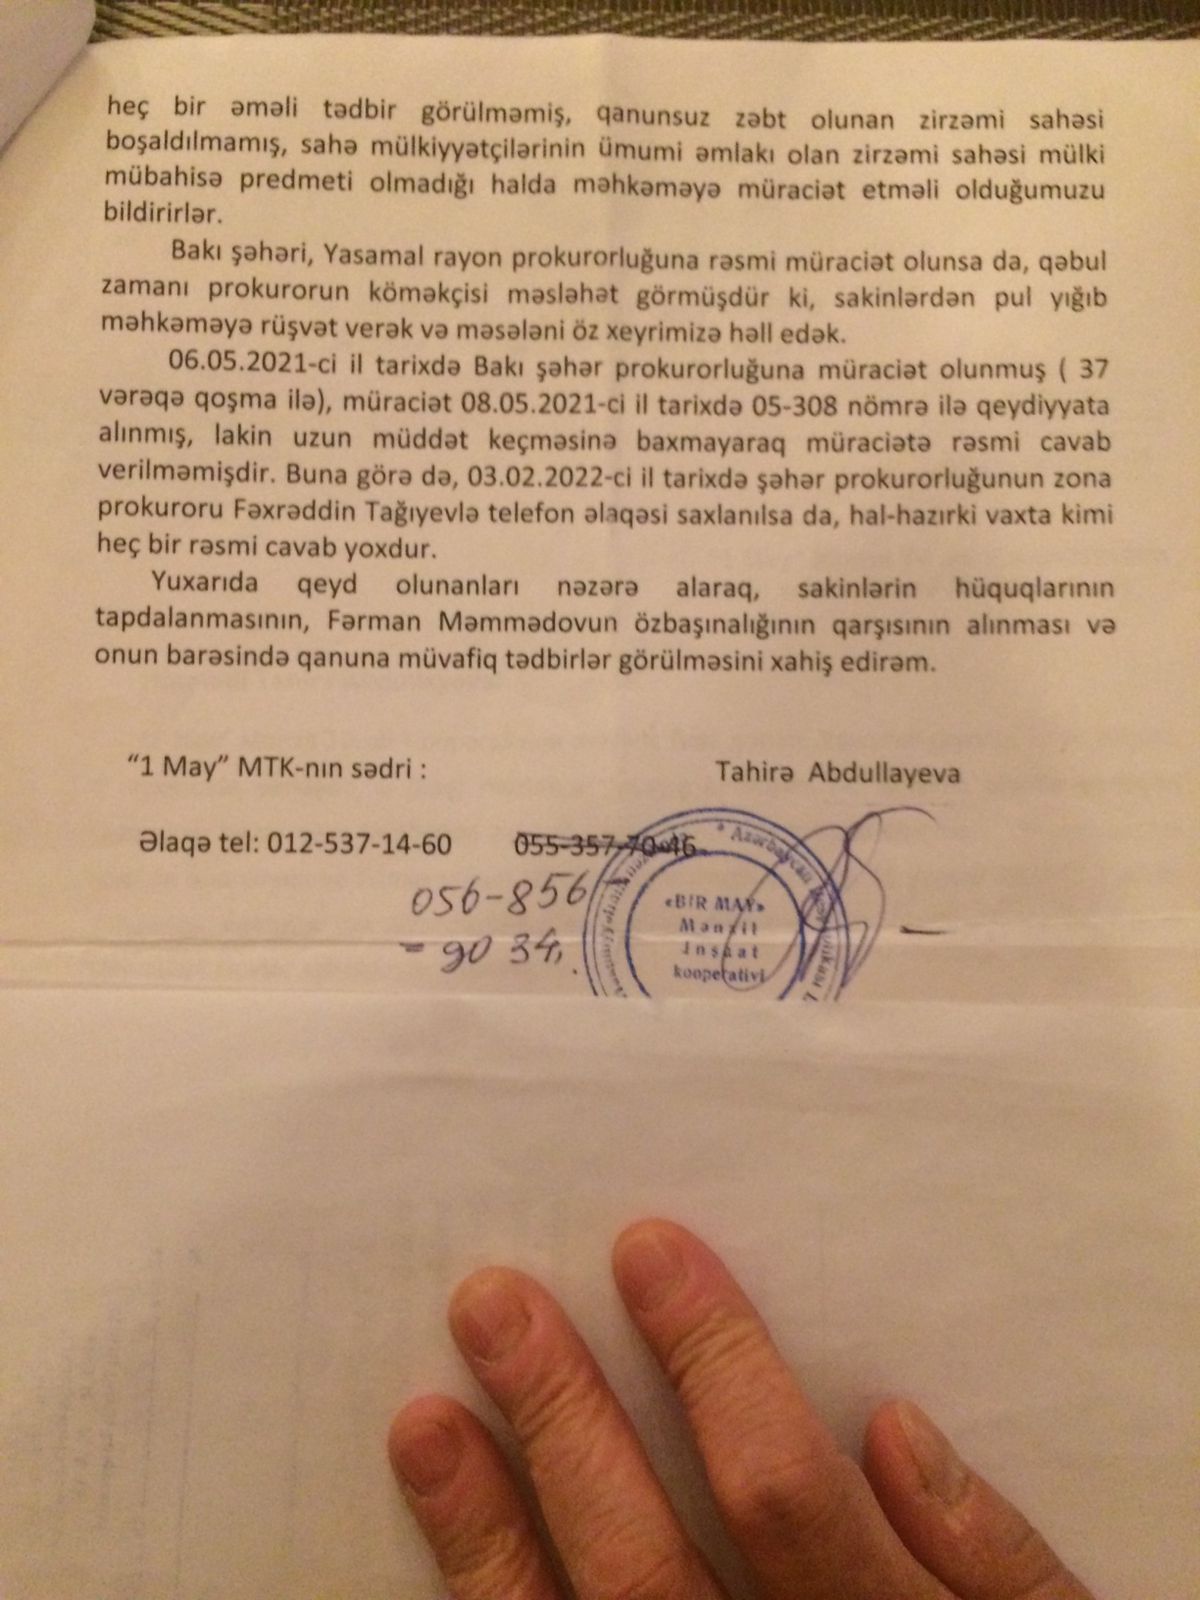 heç bir əməli tədbir görülməmiş, qanunsuz zəbt olunan zirzəmi sahəsi
boşaldılmamış, sahə mülkiyyətçilərinin ümumi əmlakı olan zirzəmi sahəsi mülki
mübahisə predmeti olmadığı halda məhkəməyə müraciət etməli olduğumuzu
bildirirlər.
Bakı şəhəri, Yasamal rayon prokurorluğuna rəsmi müraciət olunsa da, qəbul
zamanı prokurorun köməkçisi məsləhət görmüşdür ki, sakinlərdən pul yığıb
məhkəməyə rüşvət verək və məsələni öz xeyrimizə həll edək.
06.05.2021-ci il tarixdə Bakı şəhər prokurorluğuna müraciət olunmuş ( 37
vərəqə qoşma ilə), müraciət 08.05.2021-ci il tarixdə 05-308 nömrə ilə qeydiyyata
alınmış, lakin uzun müddət keçməsinə baxmayaraq müraciətə rəsmi cavab
verilməmişdir. Buna görə də, 03.02.2022-ci il tarixdə şəhər prokurorluğunun zona
prokuroru Fəxrəddin Tağıyevlə telefon əlaqəsi saxlanılsa da, hal-hazırki vaxta kimi
heç bir rəsmi cavab yoxdur.
Yuxarıda qeyd olunanları nəzərə alaraq, sakinlərin hüquqlarının
tapdalanmasının, Fərman Məmmədovun özbaşınalığının qarşısının alınması və
onun barəsində qanuna müvafiq tədbirlər görülməsini xahiş edirəm.
“1 May” MTK-nın sədri : Tahirə Abdullayeva
Əlaqə tel: 012-537-14-60 055-357-70-46
056-856-
- 90 34
* Azərbaycan
«BİR MAY»
Mənzil
İnşaat
kooperativi